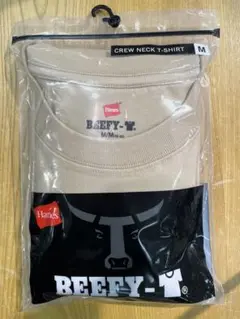 CREW NECK T-SHIRT M
Hanes
BEEFY-T
Hanes
BEEFY-T®